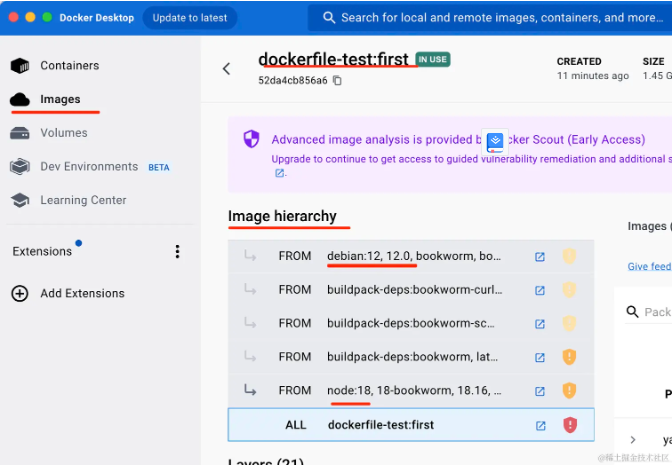 Docker Desktop
Update to latest
Search for local and remote images, containers, and more...
Containers
Images
Volumes
Dev Environments BETA
Learning Center
Extensions
Add Extensions
dockerfile-test:first IN USE
52da4cb856a6
CREATED
11 minutes ago
SIZE
1.45 G
Advanced image analysis is provided b cker Scout (Early Access)
Upgrade to continue to get access to guided vulnerability remediation and additional s
Image hierarchy
FROM debian:12, 12.0, bookworm, bo...
FROM buildpack-deps:bookworm-curl...
FROM buildpack-deps:bookworm-sc...
FROM buildpack-deps:bookworm, lat...
FROM node:18, 18-bookworm, 18.16, ...
ALL dockerfile-test:first
Layers (21)
Images (
Give feed
Pack
P
ya
@稀土掘金技术社区